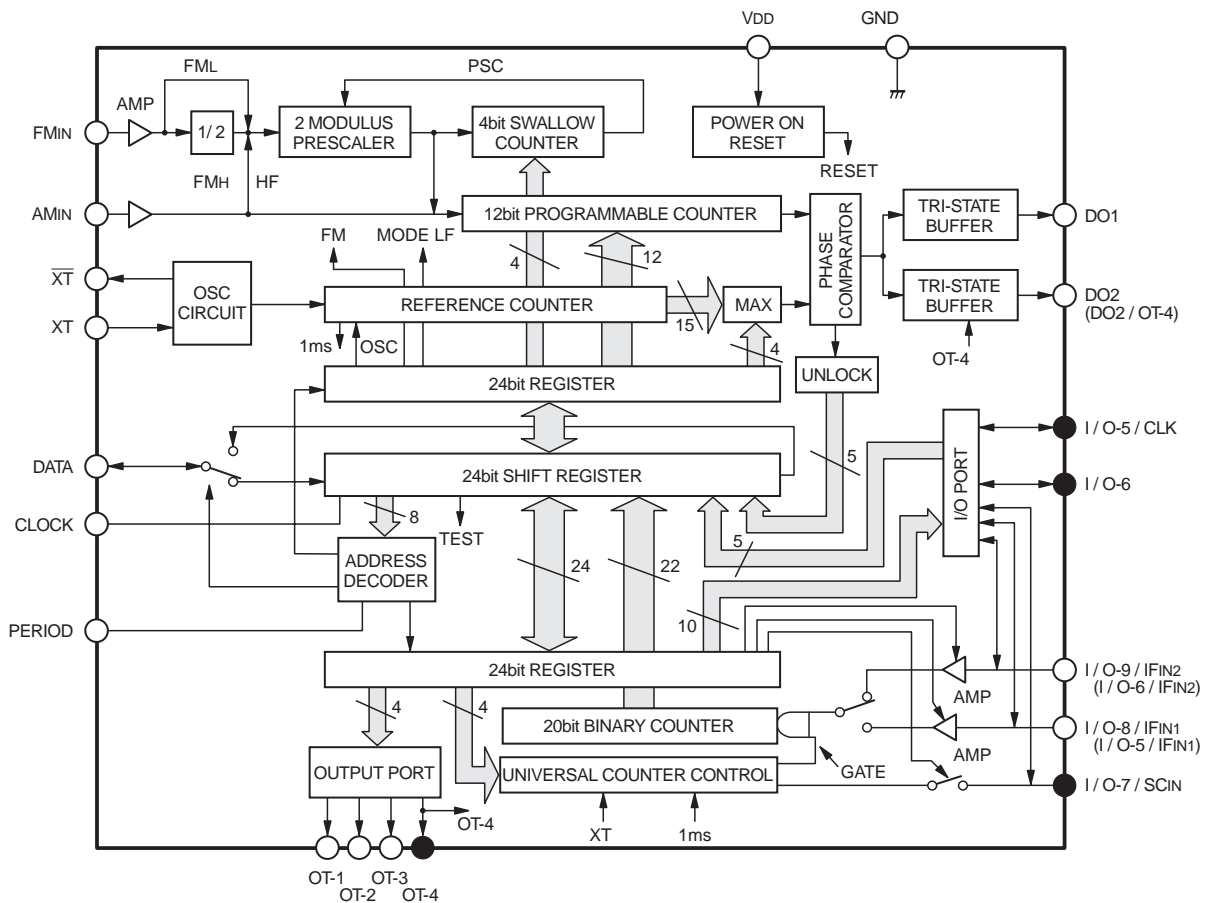 VDD
GND
FML
PSC
AMP
FMIN
1/2
2 MODULUS
PRESCALER
4bit SWALLOW
COUNTER
POWER ON
RESET
RESET
FMH
HF
AMIN
12bit PROGRAMMABLE COUNTER
PHASE
COMPARATOR
TRI-STATE
BUFFER
DO1
FM
MODE LF
4
12
XT
OSC
CIRCUIT
XT
REFERENCE COUNTER
15
MAX
TRI-STATE
BUFFER
DO2
(DO2 / OT-4)
1ms
OSC
4
OT-4
24bit REGISTER
UNLOCK
I / O-5 / CLK
DATA
24bit SHIFT REGISTER
5
I/O PORT
I / O-6
CLOCK
8
TEST
5
ADDRESS
DECODER
24
22
10
PERIOD
24bit REGISTER
I / O-9 / IFIN2
(I / O-6 / IFIN2)
AMP
4
4
20bit BINARY COUNTER
I / O-8 / IFIN1
(I / O-5 / IFIN1)
AMP
OUTPUT PORT
UNIVERSAL COUNTER CONTROL
GATE
I / O-7 / SCIN
OT-4
XT
1ms
OT-1
OT-2
OT-3
OT-4